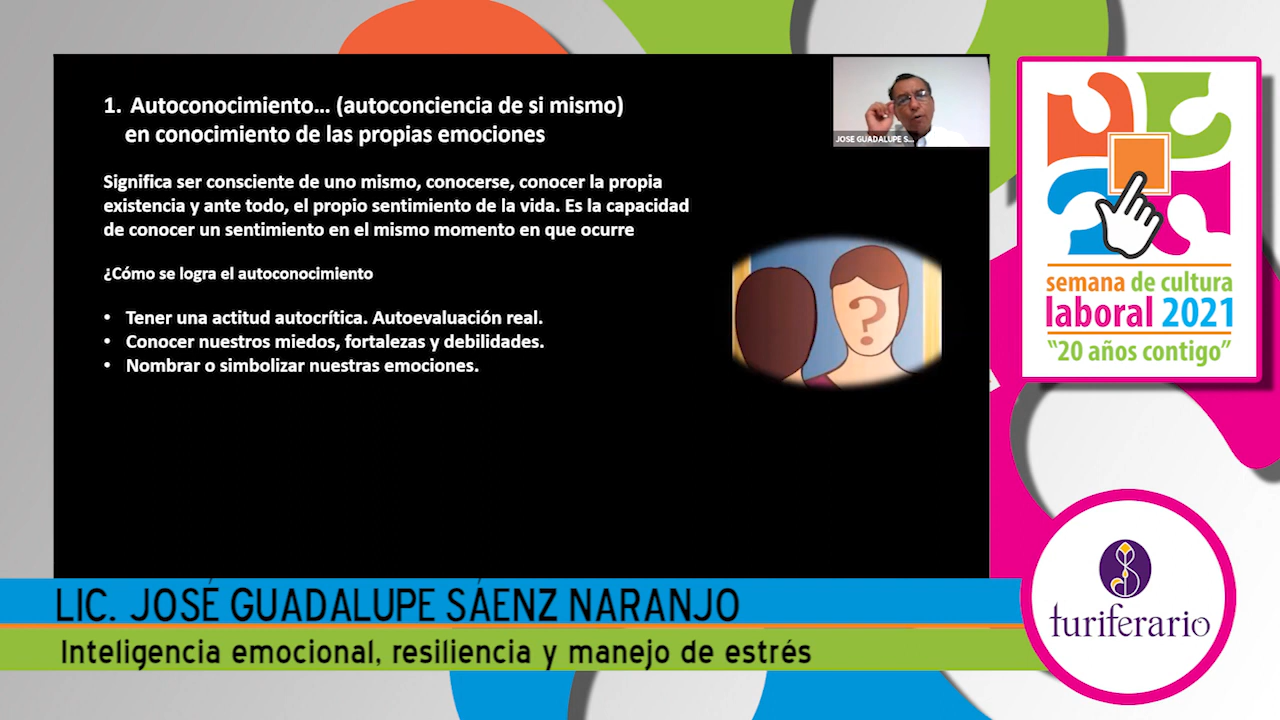 1. Autoconocimiento... (autoconciencia de si mismo)
en conocimiento de las propias emociones
Significa ser consciente de uno mismo, conocerse, conocer la propia
existencia y ante todo, el propio sentimiento de la vida. Es la capacidad
de conocer un sentimiento en el mismo momento en que ocurre
¿Cómo se logra el autoconocimiento
• Tener una actitud autocrítica. Autoevaluación real.
• Conocer nuestros miedos, fortalezas y debilidades.
• Nombrar o simbolizar nuestras emociones.
?
JOSE GUADALUPE S...
semana de cultura
laboral 2021
"20 años contigo"
LIC. JOSÉ GUADALUPE SÁENZ NARANJO
Inteligencia emocional, resiliencia y manejo de estrés
turiferario